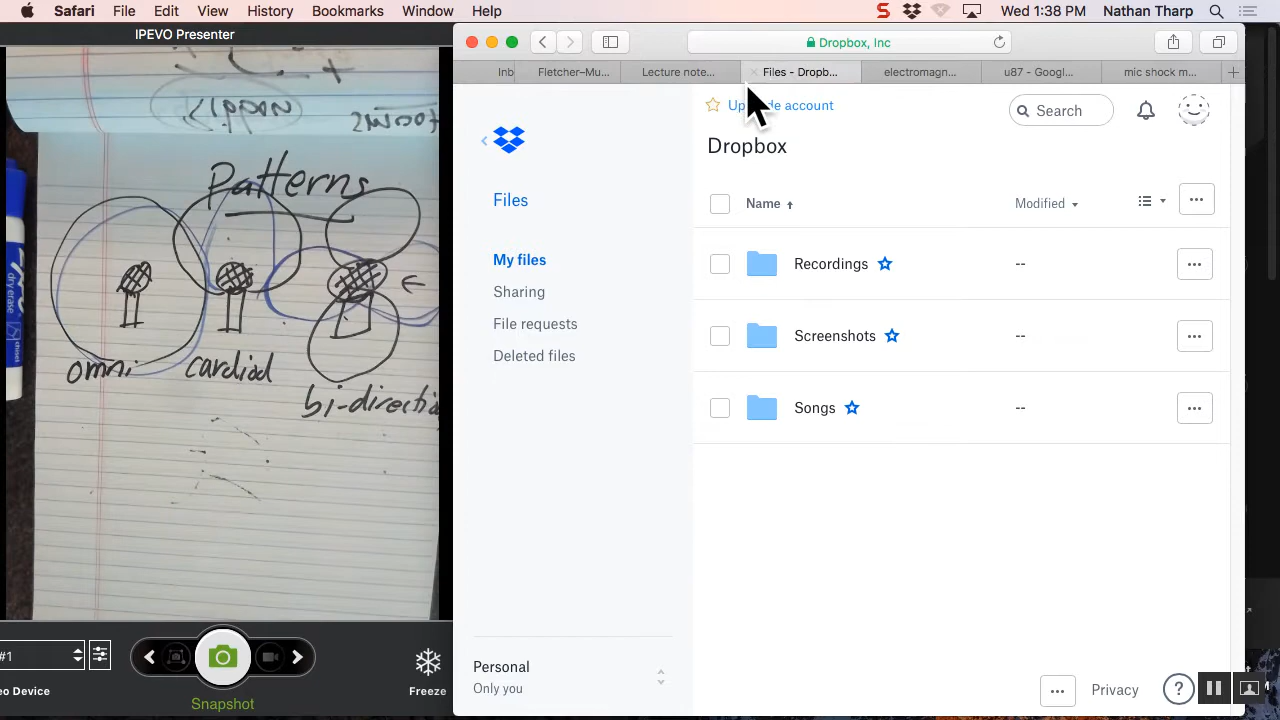 Safari File Edit View History Bookmarks Window Help
Wed 1:38 PM Nathan Tharp
IPEVO Presenter
Patterns
omni
cardiod
bi-directio
#1
eo Device
Snapshot
Freeze
Dropbox, Inc
Inb
Fletcher–Mu...
Lecture note...
Files - Dropb...
electromagn...
u87 - Googl...
mic shock m...
Files
My files
Sharing
File requests
Deleted files
Personal
Only you
account
Search
Dropbox
Name
Modified
Recordings --
Screenshots --
Songs --
Privacy
?